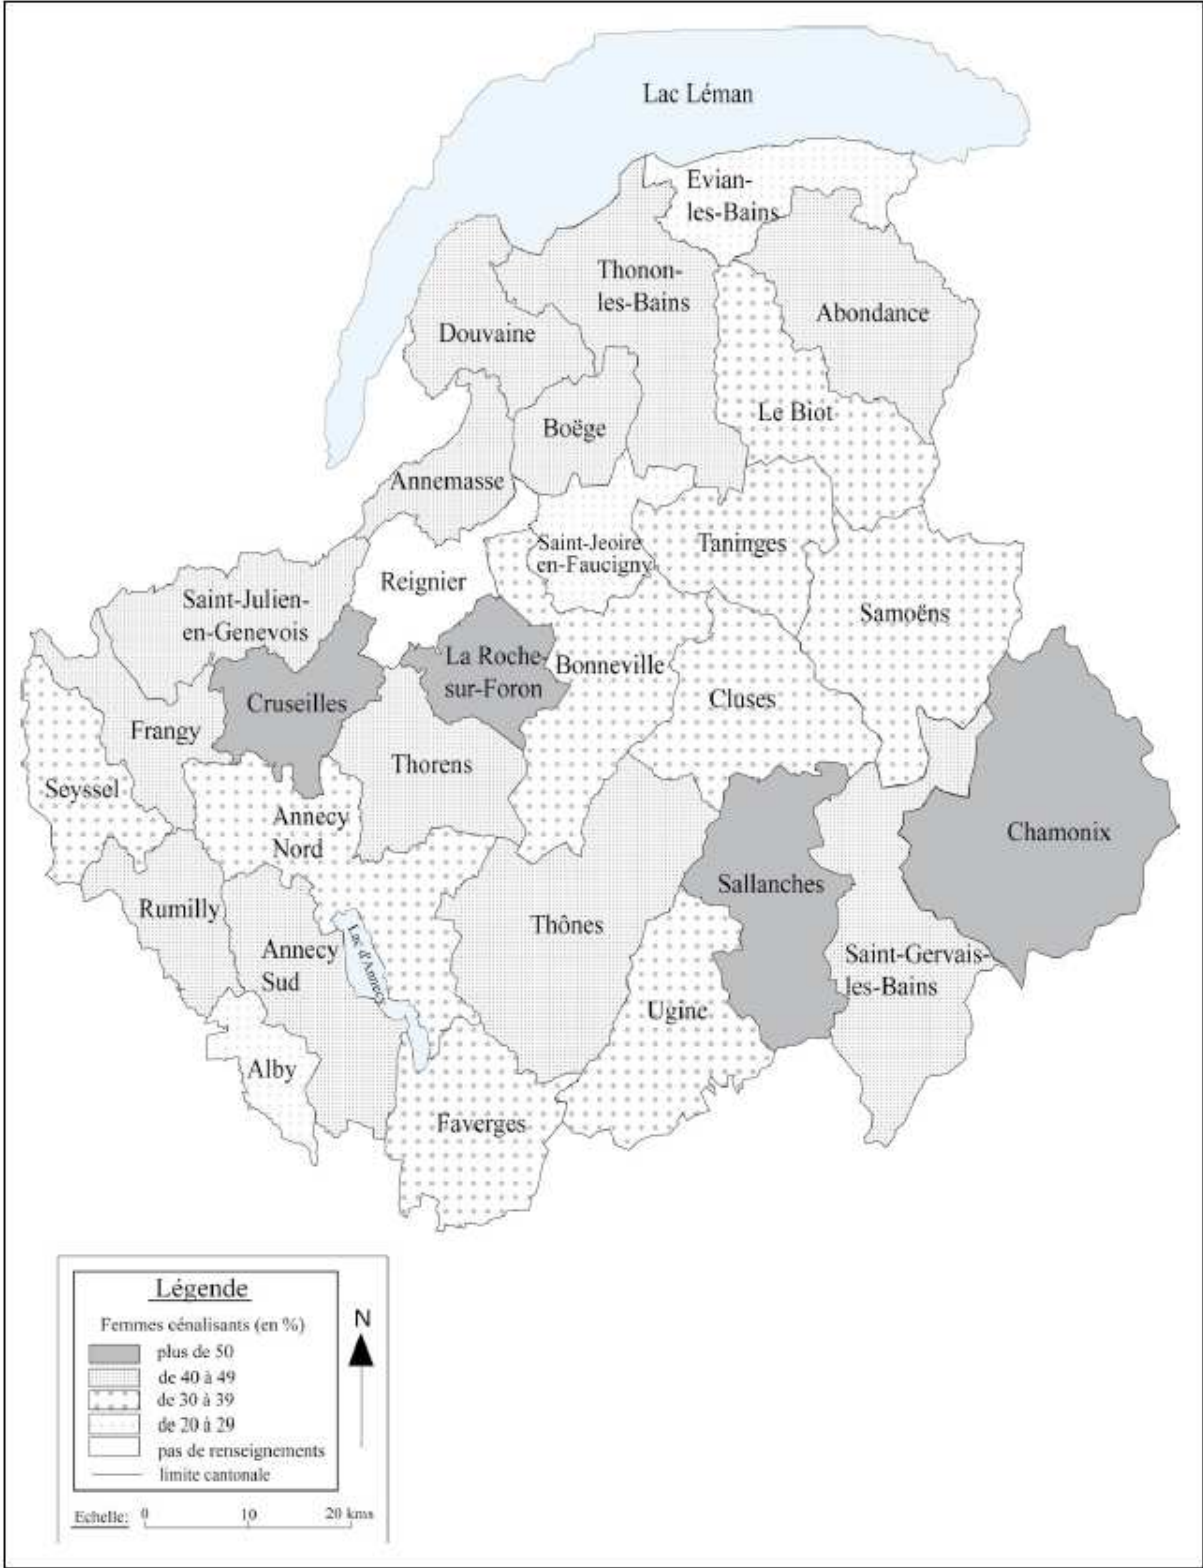 Lac Léman
Evian-
les-Bains
Thonon-
les-Bains
Abondance
Douvaine
Le Biot
Boëge
Annemasse
Saint-Jeoire
en-Faucigny
Taninges
Reignier
Saint-Julien-
en-Genevois
Samoëns
La Roche-
sur-Foron
Bonneville
Cruseilles
Cluses
Frangy
Thorens
Seyssel
Annecy
Nord
Chamonix
Sallanches
Rumilly
Thônes
Annecy
Sud
Lac d'Annecy
Saint-Gervais-
les-Bains
Ugine
Alby
Faverges
Légende
Femmes cénalisants (en %)
plus de 50
de 40 à 49
de 30 à 39
de 20 à 29
pas de renseignements
limite cantonale
N
Echelle: 0 10 20 kms